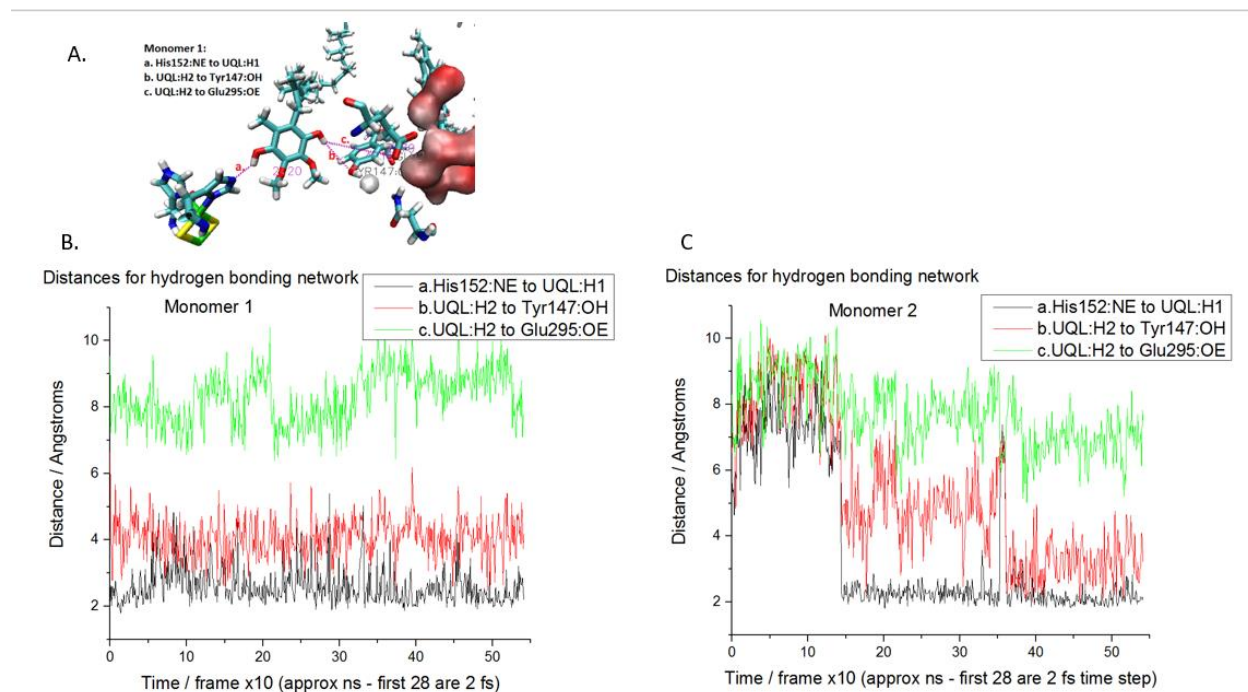 A.
Monomer 1:
a. His152:NE to UQL:H1
b. UQL:H2 to Tyr147:OH
c. UQL:H2 to Glu295:OE
a.
c.
b.
B.
Distances for hydrogen bonding network
Monomer 1
a.His152:NE to UQL:H1
b.UQL:H2 to Tyr147:OH
c.UQL:H2 to Glu295:OE
Distance / Angstroms
10
8
6
4
2
0 10 20 30 40 50
Time / frame x10 (approx ns - first 28 are 2 fs)
C
Distances for hydrogen bonding network
Monomer 2
a.His152:NE to UQL:H1
b.UQL:H2 to Tyr147:OH
c.UQL:H2 to Glu295:OE
Distance / Angstroms
10
8
6
4
2
0 10 20 30 40 50
Time / frame x10 (approx ns - first 28 are 2 fs time step)